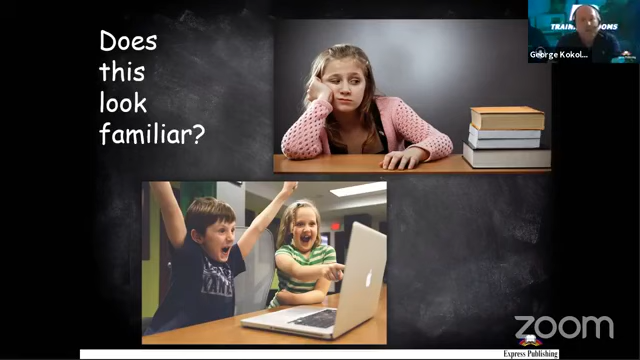 Does
this
look
familiar?
George Kokol...
zoom
Express Publishing